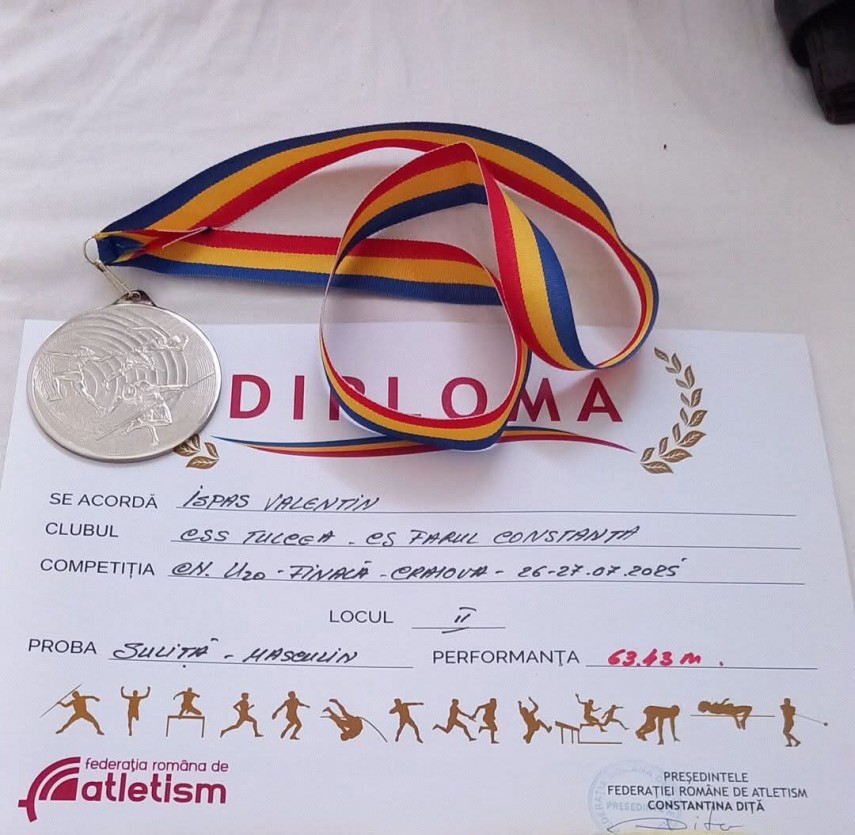 DIPLOMA
SE ACORDĂ ISPAS VALENTIN
CLUBUL CSS TULCEA - CS FARUL CONSTANTA
COMPETIȚIA CN. U20 - FINALĂ - CRAIOVA - 26-27.07.2025
LOCUL II
PROBA SULIȚĂ - MASCULIN PERFORMANȚA 63.43 m.
federația română de
atletism
PREȘEDINTELE
FEDERAȚIEI ROMÂNE DE ATLETISM
CONSTANTINA DIȚĂ